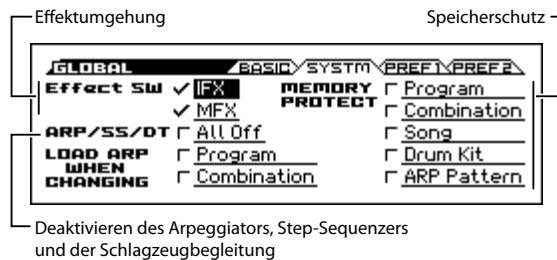 Effektumgehung Speicherschutz
GLOBAL BASIC SYSTM PREF1 PREF2
Effect SW IFX MEMORY PROTECT Program
MFX Combination
ARP/SS/DT All Off Song
LOAD ARP WHEN CHANGING Program Drum Kit
Combination ARP Pattern
Deaktivieren des Arpeggiators, Step-Sequenzers
und der Schlagzeugbegleitung